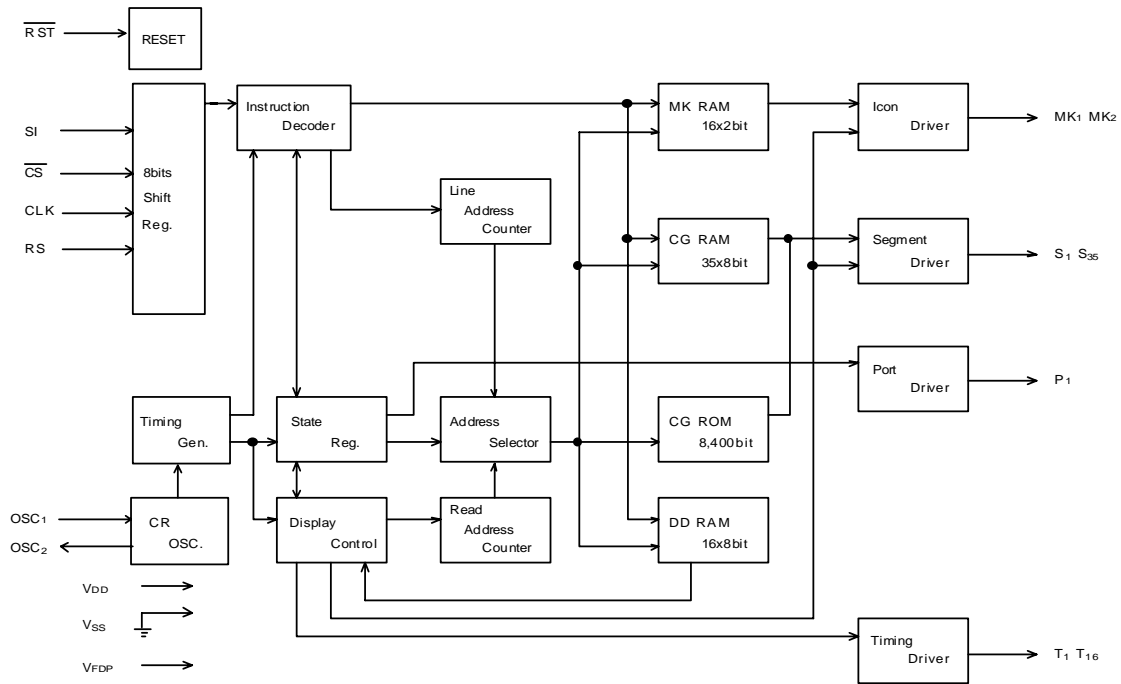 RST
RESET
SI
CS
CLK
RS
8bits
Shift
Reg.
Instruction
Decoder
Line
Address
Counter
MK RAM
16x2bit
Icon
Driver
MK1 MK2
CG RAM
35x8bit
Segment
Driver
S1 S35
Port
Driver
P1
Timing
Gen.
State
Reg.
Address
Selector
CG ROM
8,400bit
OSC1
OSC2
CR
OSC.
Display
Control
Read
Address
Counter
DD RAM
16x8bit
VDD
VSS
VFDP
Timing
Driver
T1 T16